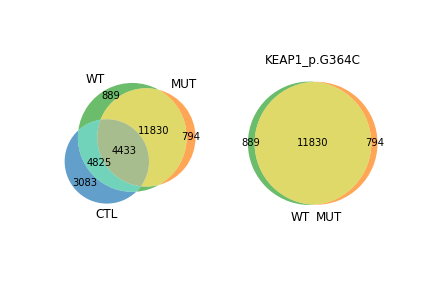 WT
889
MUT
11830
794
4433
4825
3083
CTL
KEAP1_p.G364C
889
11830
794
WT MUT